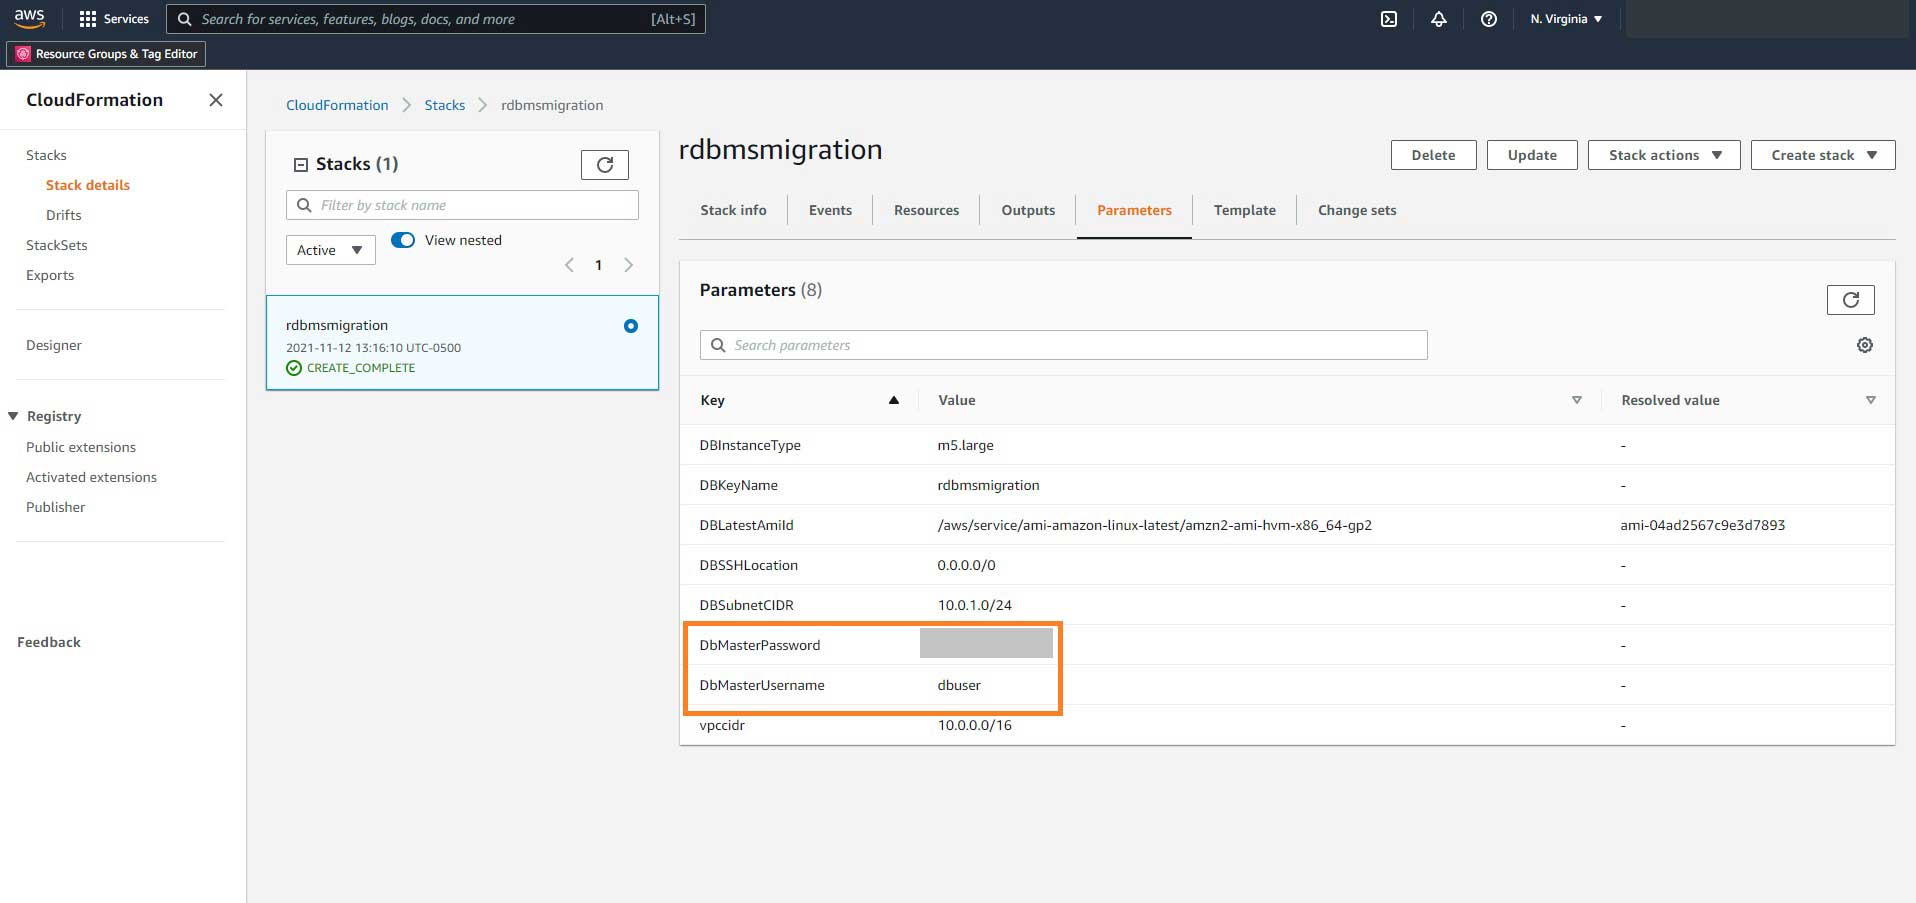 aws
Services
Search for services, features, blogs, docs, and more [Alt+S]
N. Virginia
Resource Groups & Tag Editor
CloudFormation
Stacks
Stack details
Drifts
StackSets
Exports
Designer
Registry
Public extensions
Activated extensions
Publisher
Feedback
CloudFormation Stacks rdbmsmigration
Stacks (1)
Filter by stack name
Active
View nested
1
rdbmsmigration
2021-11-12 13:16:10 UTC-0500
CREATE_COMPLETE
rdbmsmigration
Delete Update Stack actions Create stack
Stack info Events Resources Outputs Parameters Template Change sets
Parameters (8)
Search parameters
Key Value Resolved value
DBInstanceType m5.large -
DBKeyName rdbmsmigration -
DBLatestAmiId /aws/service/ami-amazon-linux-latest/amzn2-ami-hvm-x86_64-gp2 ami-04ad2567c9e3d7893
DBSSHLocation 0.0.0.0/0 -
DBSubnetCIDR 10.0.1.0/24 -
DbMasterPassword -
DbMasterUsername dbuser -
vpccidr 10.0.0.0/16 -